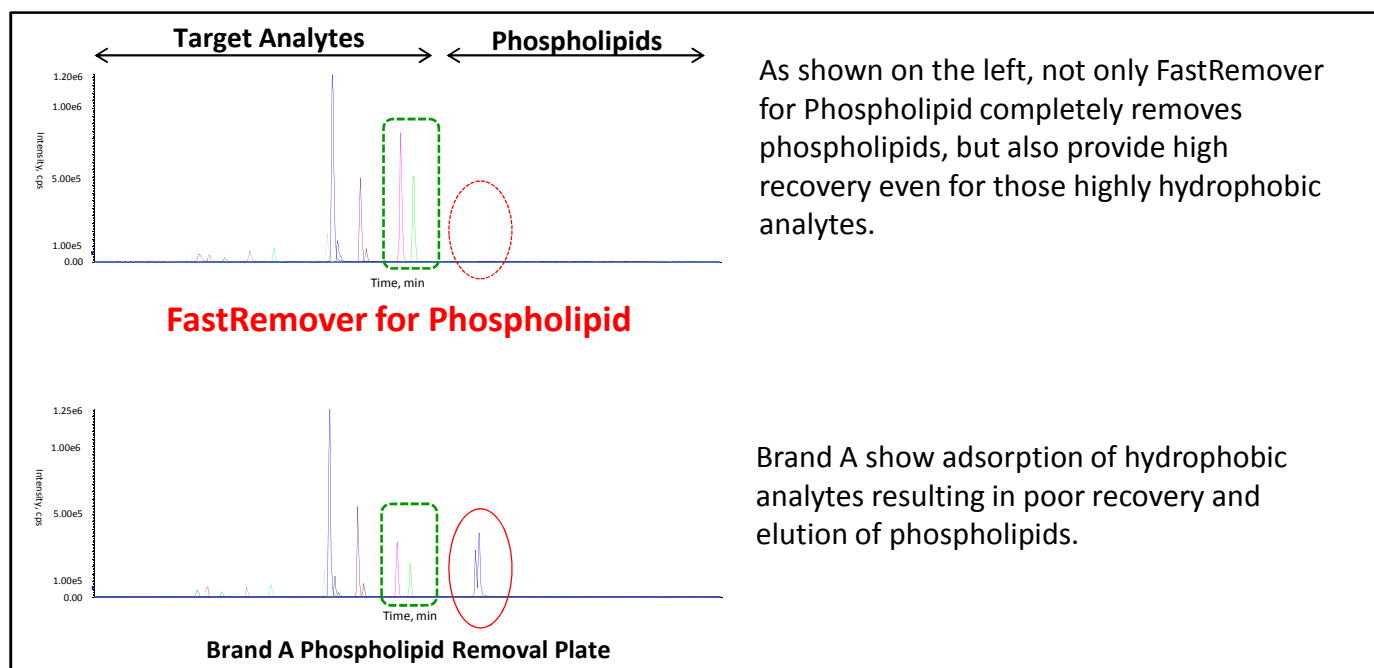 Target Analytes
Phospholipids
1.20e6
1.00e6
5.00e5
1.00e5
0.00
Intensity, cps
Time, min
FastRemover for Phospholipid
As shown on the left, not only FastRemover
for Phospholipid completely removes
phospholipids, but also provide high
recovery even for those highly hydrophobic
analytes.
1.25e6
1.00e6
5.00e5
1.00e5
0.00
Intensity, cps
Time, min
Brand A Phospholipid Removal Plate
Brand A show adsorption of hydrophobic
analytes resulting in poor recovery and
elution of phospholipids.